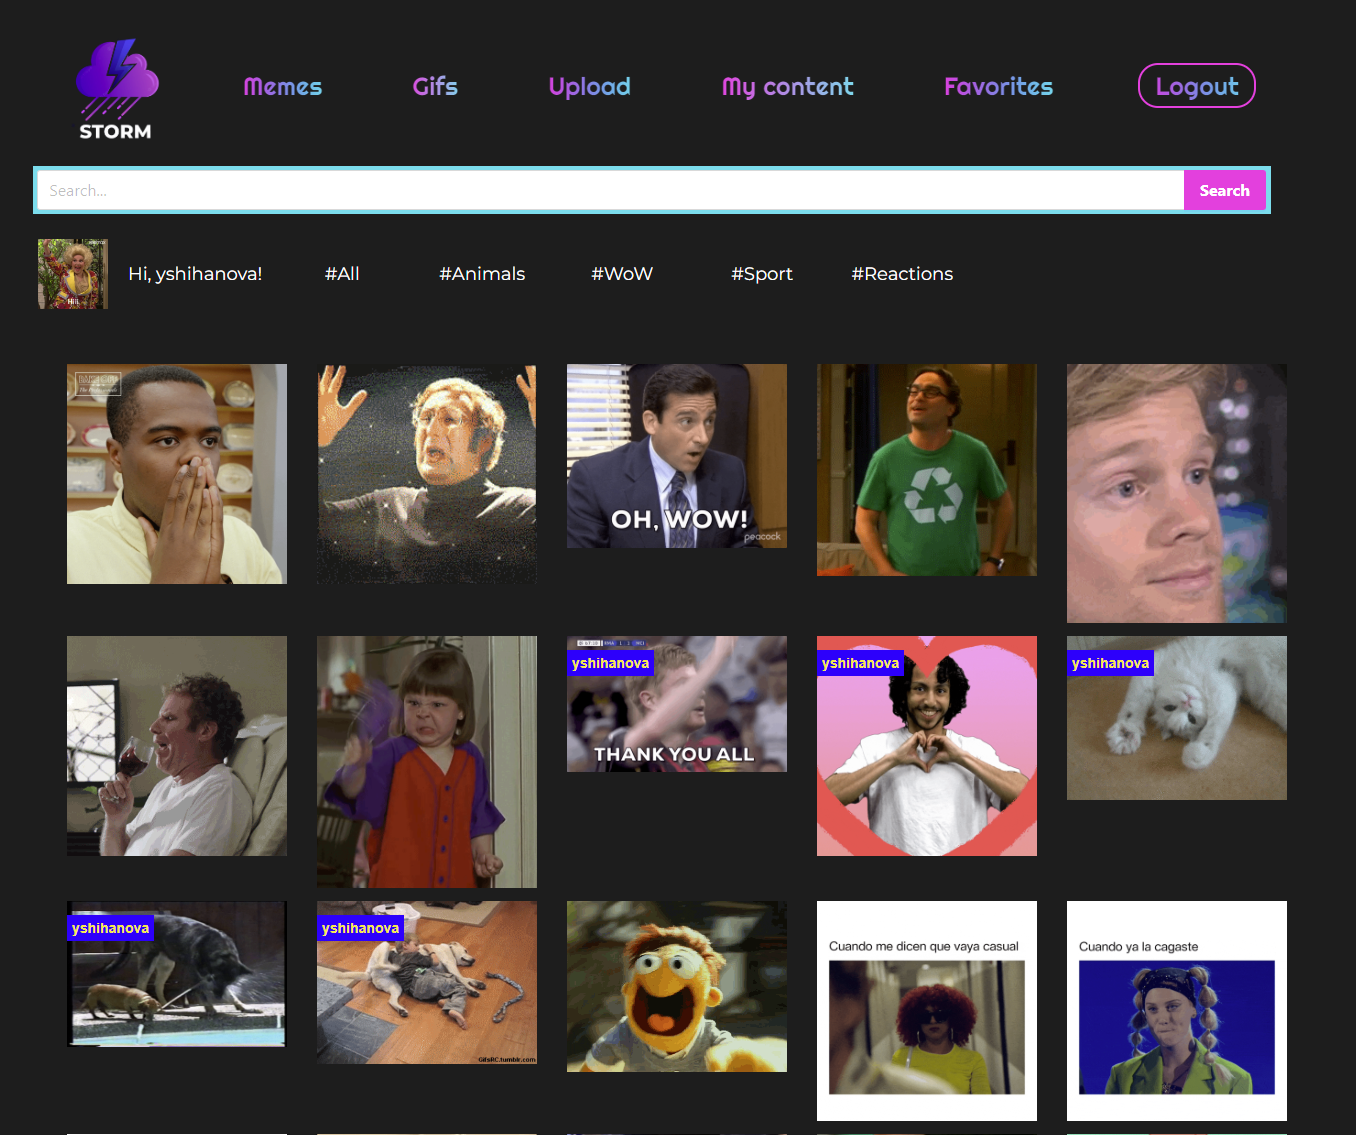 Memes
Gifs
Upload
My content
Favorites
Logout
STORM
Search...
Search
Hi, yshihanova!
#All
#Animals
#WoW
#Sport
#Reactions
OH, WOW!
peacock
yshihanova
THANK YOU ALL
yshihanova
yshihanova
yshihanova
yshihanova
GifsRC.tumblr.com
Cuando me dicen que vaya casual
Cuando ya la cagaste